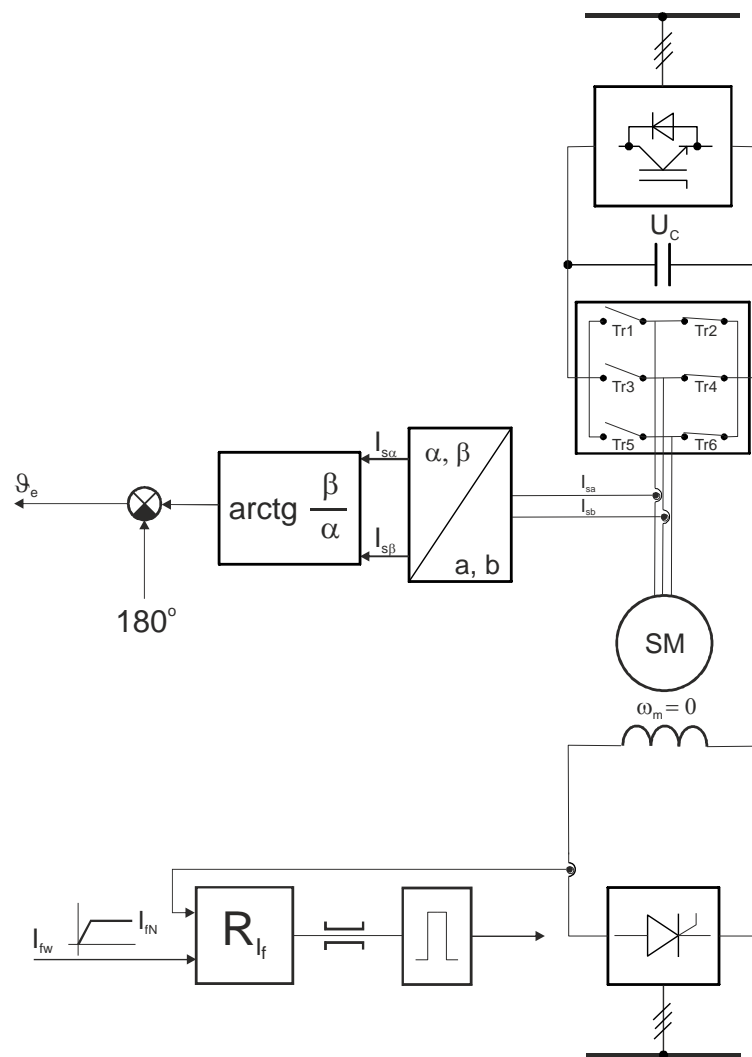 U_C
Tr1 Tr2
Tr3 Tr4
Tr5 Tr6
I_sα
α, β
I_sa
ϑ_e
arctg β/α
I_sb
I_sβ
a, b
180°
SM
ω_m = 0
I_fN
I_fw
R_I_f